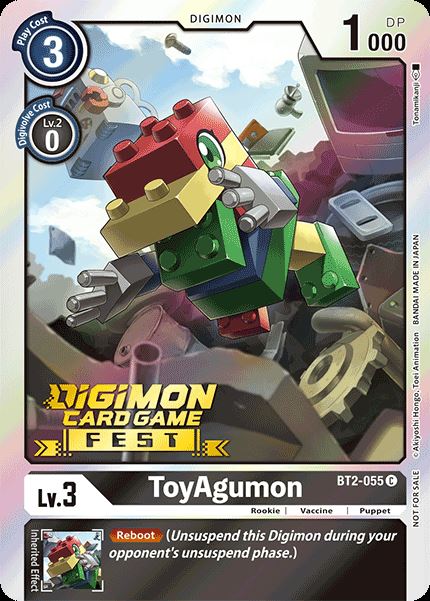 DIGIMON
Play Cost
3
DP
1000
Digivolve Cost
Lv.2
0
Tonamikanji
DIGIMON
CARD GAME
FEST
© Akiyoshi Hongo, Toei Animation BANDAI MADE IN JAPAN
NOT FOR SALE
Lv.3
ToyAgumon
BT2-055 C
Rookie | Vaccine | Puppet
Inherited Effect
Reboot (Unsuspend this Digimon during your
opponent's unsuspend phase.)